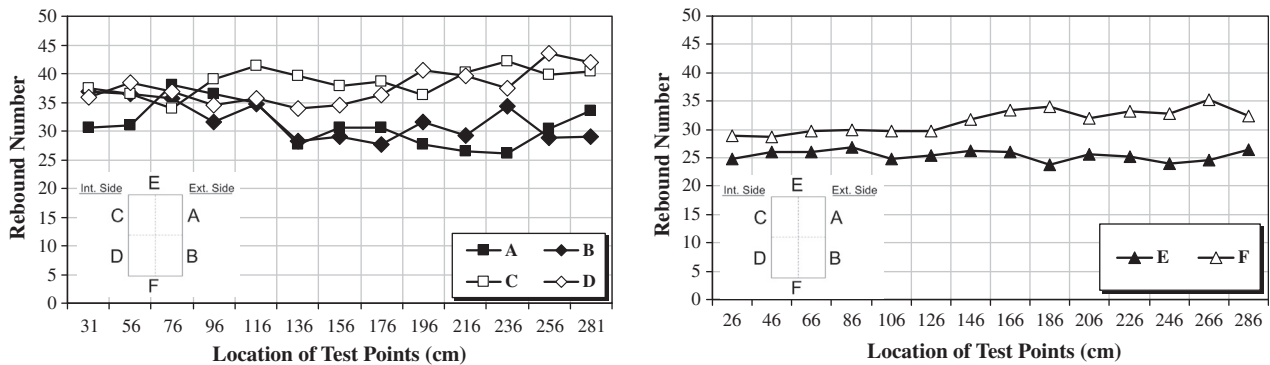 50
45
40
35
30
25
20
15
10
5
0
Rebound Number
Int. Side
E
Ext. Side
C
A
D
B
F
A
B
C
D
31 56 76 96 116 136 156 176 196 216 236 256 281
Location of Test Points (cm)
50
45
40
35
30
25
20
15
10
5
0
Rebound Number
Int. Side
E
Ext. Side
C
A
D
B
F
E
F
26 46 66 86 106 126 146 166 186 206 226 246 266 286
Location of Test Points (cm)